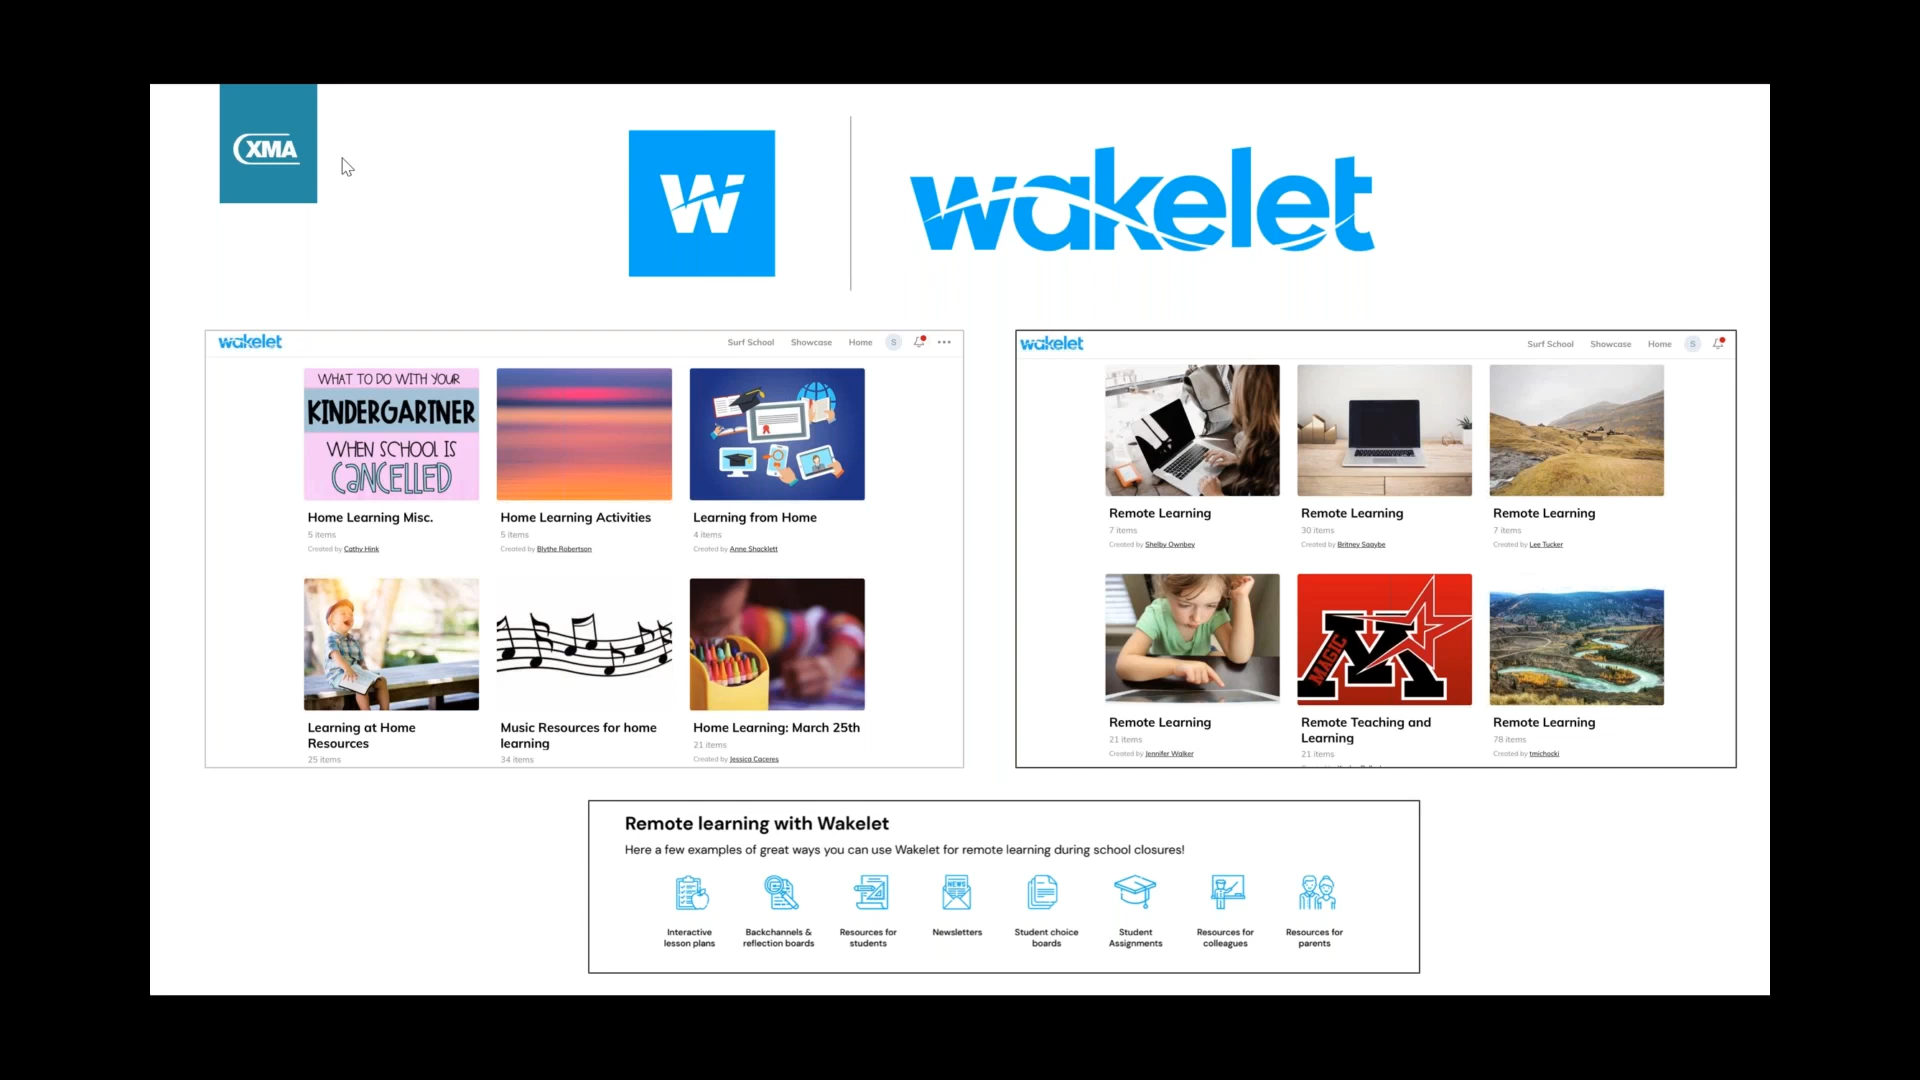 XMA
W
wakelet
wakelet
Surf School
Showcase
Home
S
WHAT TO DO WITH YOUR
KINDERGARTNER
WHEN SCHOOL IS
CANCELLED
Home Learning Misc.
5 items
Created by Cathy Hink
Home Learning Activities
5 items
Created by Blythe Robertson
Learning from Home
4 items
Created by Anne Shacklett
Learning at Home
Resources
25 items
Music Resources for home
learning
34 items
Home Learning: March 25th
21 items
Created by Jessica Caceres
wakelet
Surf School
Showcase
Home
S
Remote Learning
7 items
Created by Shelby Ownbey
Remote Learning
30 items
Created by Britney Sapybe
Remote Learning
7 items
Created by Lee Tucker
Remote Learning
21 items
Created by Jennifer Walker
M
MAGIC
Remote Teaching and
Learning
21 items
Remote Learning
78 items
Created by tmichocki
Remote learning with Wakelet
Here a few examples of great ways you can use Wakelet for remote learning during school closures!
NEWS
Interactive
lesson plans
Backchannels &
reflection boards
Resources for
students
Newsletters
Student choice
boards
Student
Assignments
Resources for
colleagues
Resources for
parents